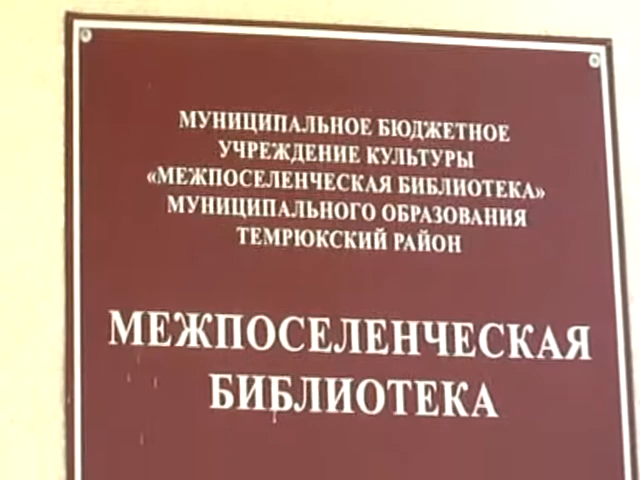 МУНИЦИПАЛЬНОЕ БЮДЖЕТНОЕ
УЧРЕЖДЕНИЕ КУЛЬТУРЫ
«МЕЖПОСЕЛЕНЧЕСКАЯ БИБЛИОТЕКА»
МУНИЦИПАЛЬНОГО ОБРАЗОВАНИЯ
ТЕМРЮКСКИЙ РАЙОН
МЕЖПОСЕЛЕНЧЕСКАЯ
БИБЛИОТЕКА